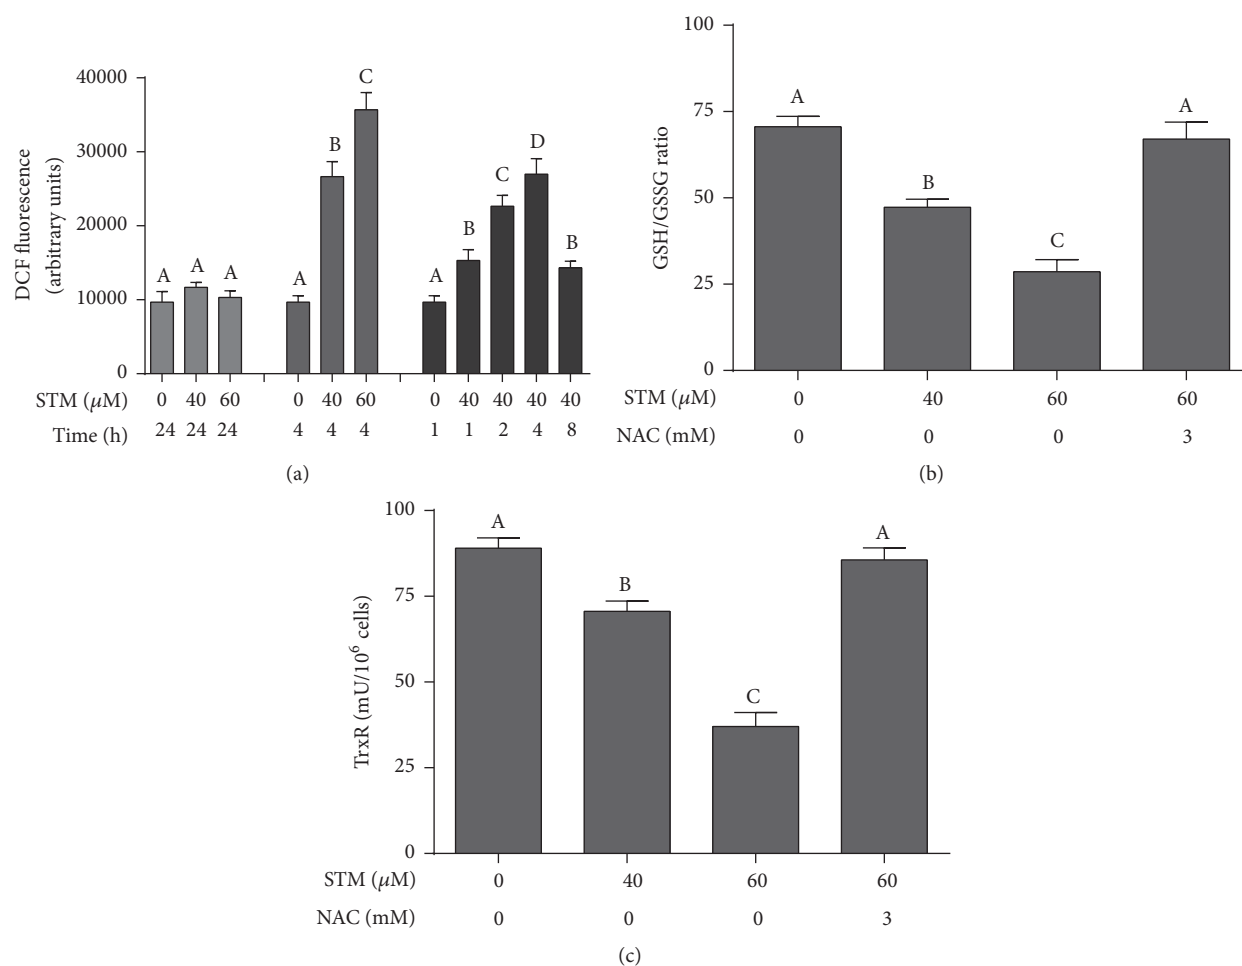 40000
30000
20000
10000
0
DCF fluorescence
(arbitrary units)
A A A A B C A B C D B
STM (μM) 0 40 60 0 40 60 0 40 40 40 40
Time (h) 24 24 24 4 4 4 1 1 2 4 8
(a)
100
75
50
25
0
GSH/GSSG ratio
A B C A
STM (μM) 0 40 60 60
NAC (mM) 0 0 0 3
(b)
100
75
50
25
0
TrxR (mU/10⁶ cells)
A B C A
STM (μM) 0 40 60 60
NAC (mM) 0 0 0 3
(c)